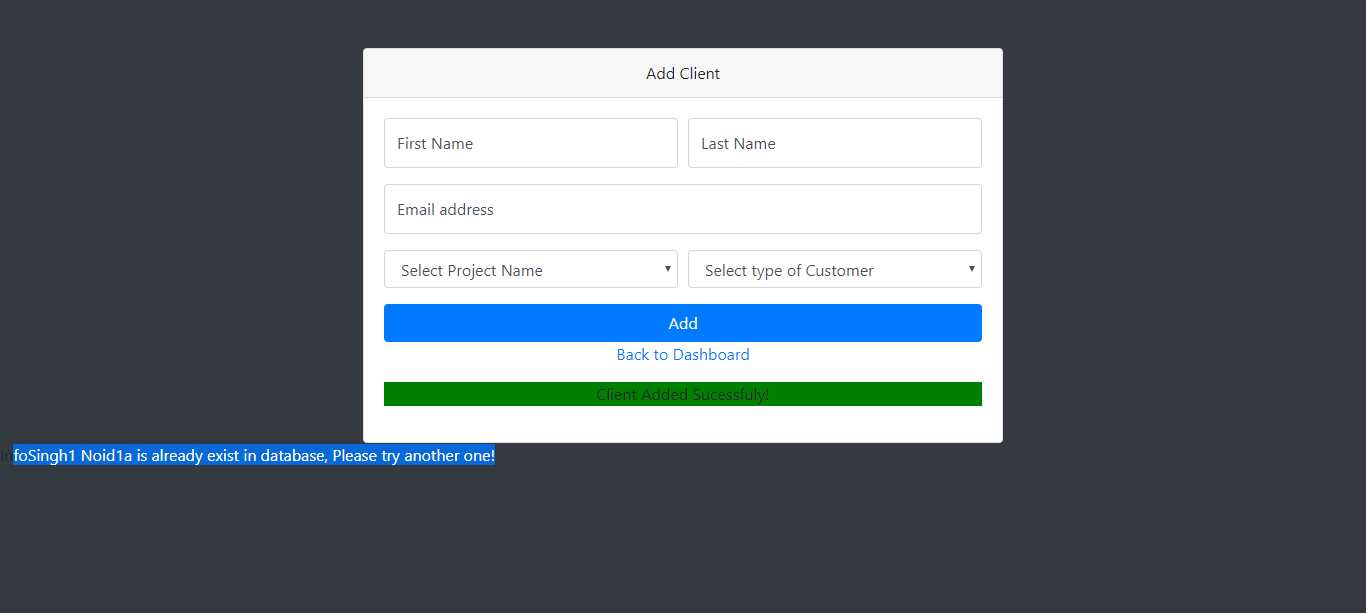 Add Client
First Name Last Name
Email address
Select Project Name Select type of Customer
Add
Back to Dashboard
Client Added Sucessfuly!
InfoSingh1 Noid1a is already exist in database, Please try another one!